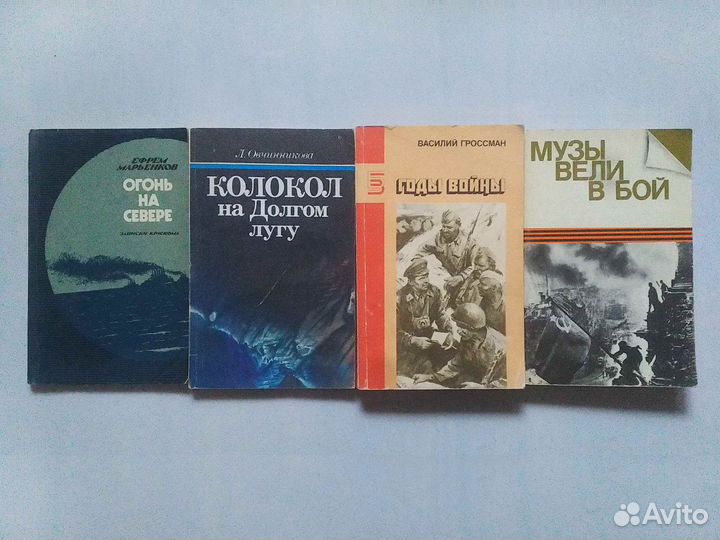 ЕФРЕМ
МАРЬЕНКОВ
ОГОНЬ
НА
СЕВЕРЕ
ЗАПИСКИ КРАСКОМА
Л. Овчинникова
КОЛОКОЛ
на Долгом
лугу
ВАСИЛИЙ ГРОССМАН
ГОДЫ ВОЙНЫ
МУЗЫ
ВЕЛИ
В БОЙ
Avito